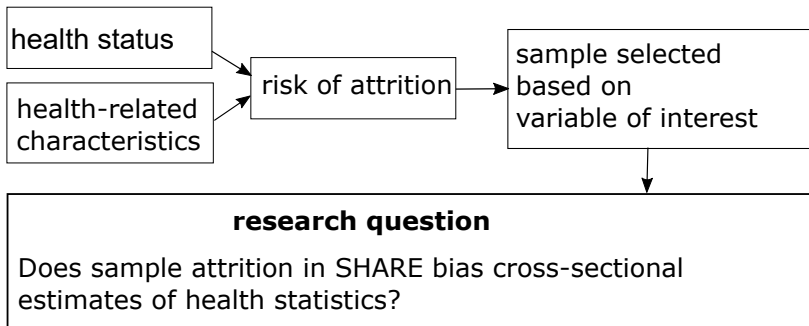 health status
health-related
characteristics
risk of attrition
sample selected
based on
variable of interest
research question
Does sample attrition in SHARE bias cross-sectional
estimates of health statistics?